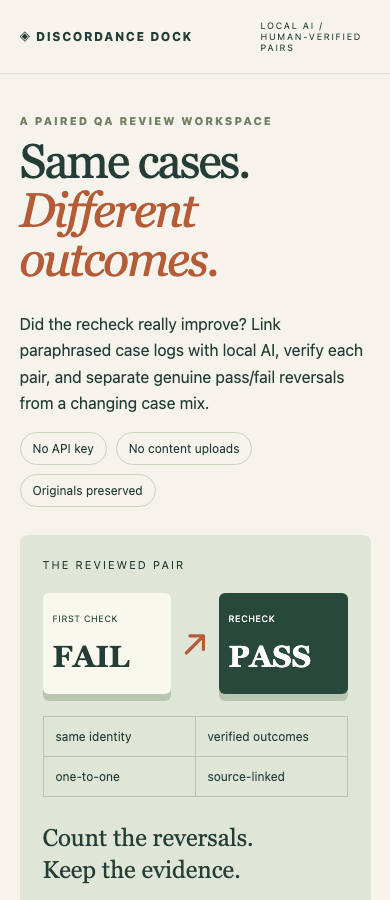 ◈ DISCORDANCE DOCK
LOCAL AI /
HUMAN-VERIFIED
PAIRS
A PAIRED QA REVIEW WORKSPACE
Same cases.
Different
outcomes.
Did the recheck really improve? Link
paraphrased case logs with local AI, verify each
pair, and separate genuine pass/fail reversals
from a changing case mix.
No API key
No content uploads
Originals preserved
THE REVIEWED PAIR
FIRST CHECK
FAIL
RECHECK
PASS
same identity
verified outcomes
one-to-one
source-linked
Count the reversals.
Keep the evidence.